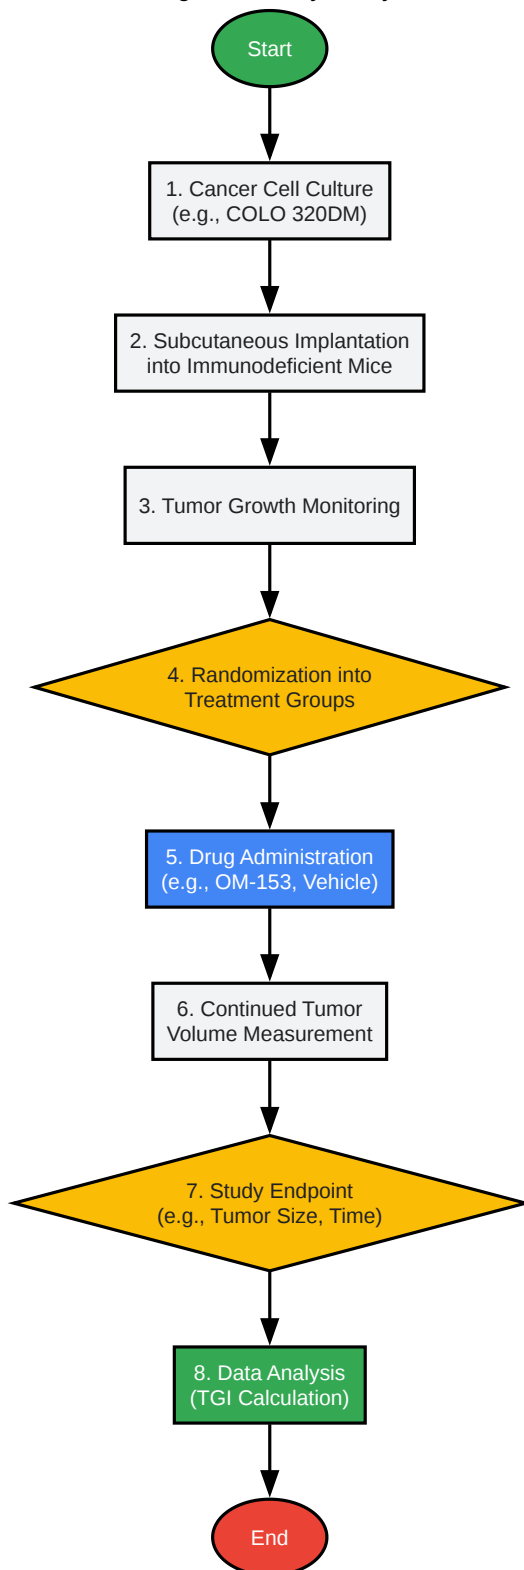 Start
1. Cancer Cell Culture
(e.g., COLO 320DM)
2. Subcutaneous Implantation
into Immunodeficient Mice
3. Tumor Growth Monitoring
4. Randomization into
Treatment Groups
5. Drug Administration
(e.g., OM-153, Vehicle)
6. Continued Tumor
Volume Measurement
7. Study Endpoint
(e.g., Tumor Size, Time)
8. Data Analysis
(TGI Calculation)
End